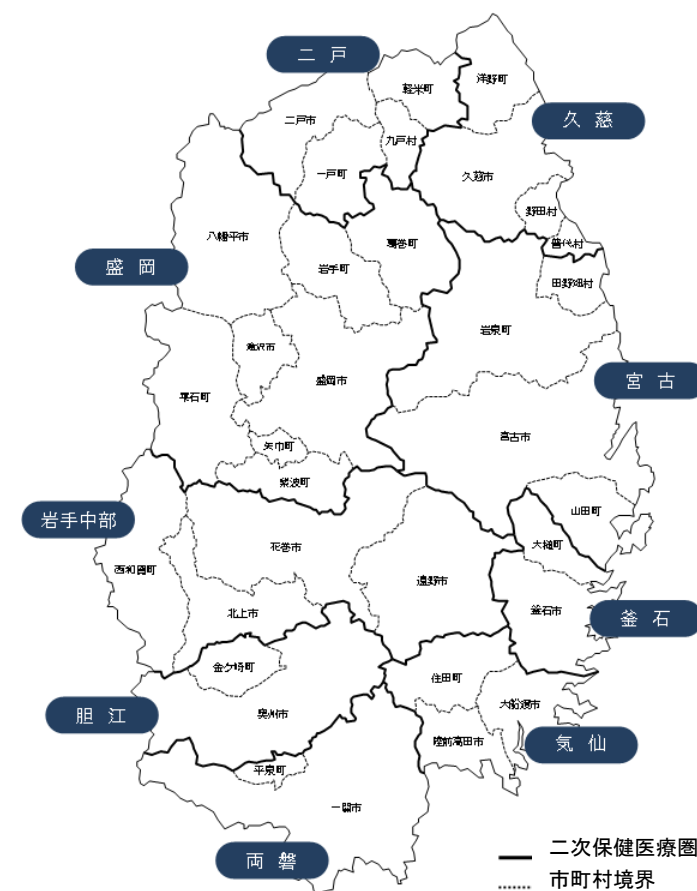 二戸
軽米町
洋野町
久慈
二戸市
九戸村
一戸町
久慈市
野田村
八幡平市
葛巻町
普代村
盛岡
岩手町
田野畑村
滝沢市
岩泉町
雫石町
盛岡市
宮古
矢巾町
宮古市
紫波町
山田町
岩手中部
花巻市
大槌町
西和賀町
遠野市
北上市
釜石市
釜石
金ケ崎町
住田町
胆江
奥州市
大船渡市
陸前高田市
気仙
平泉町
一関市
両磐
二次保健医療圏
市町村境界